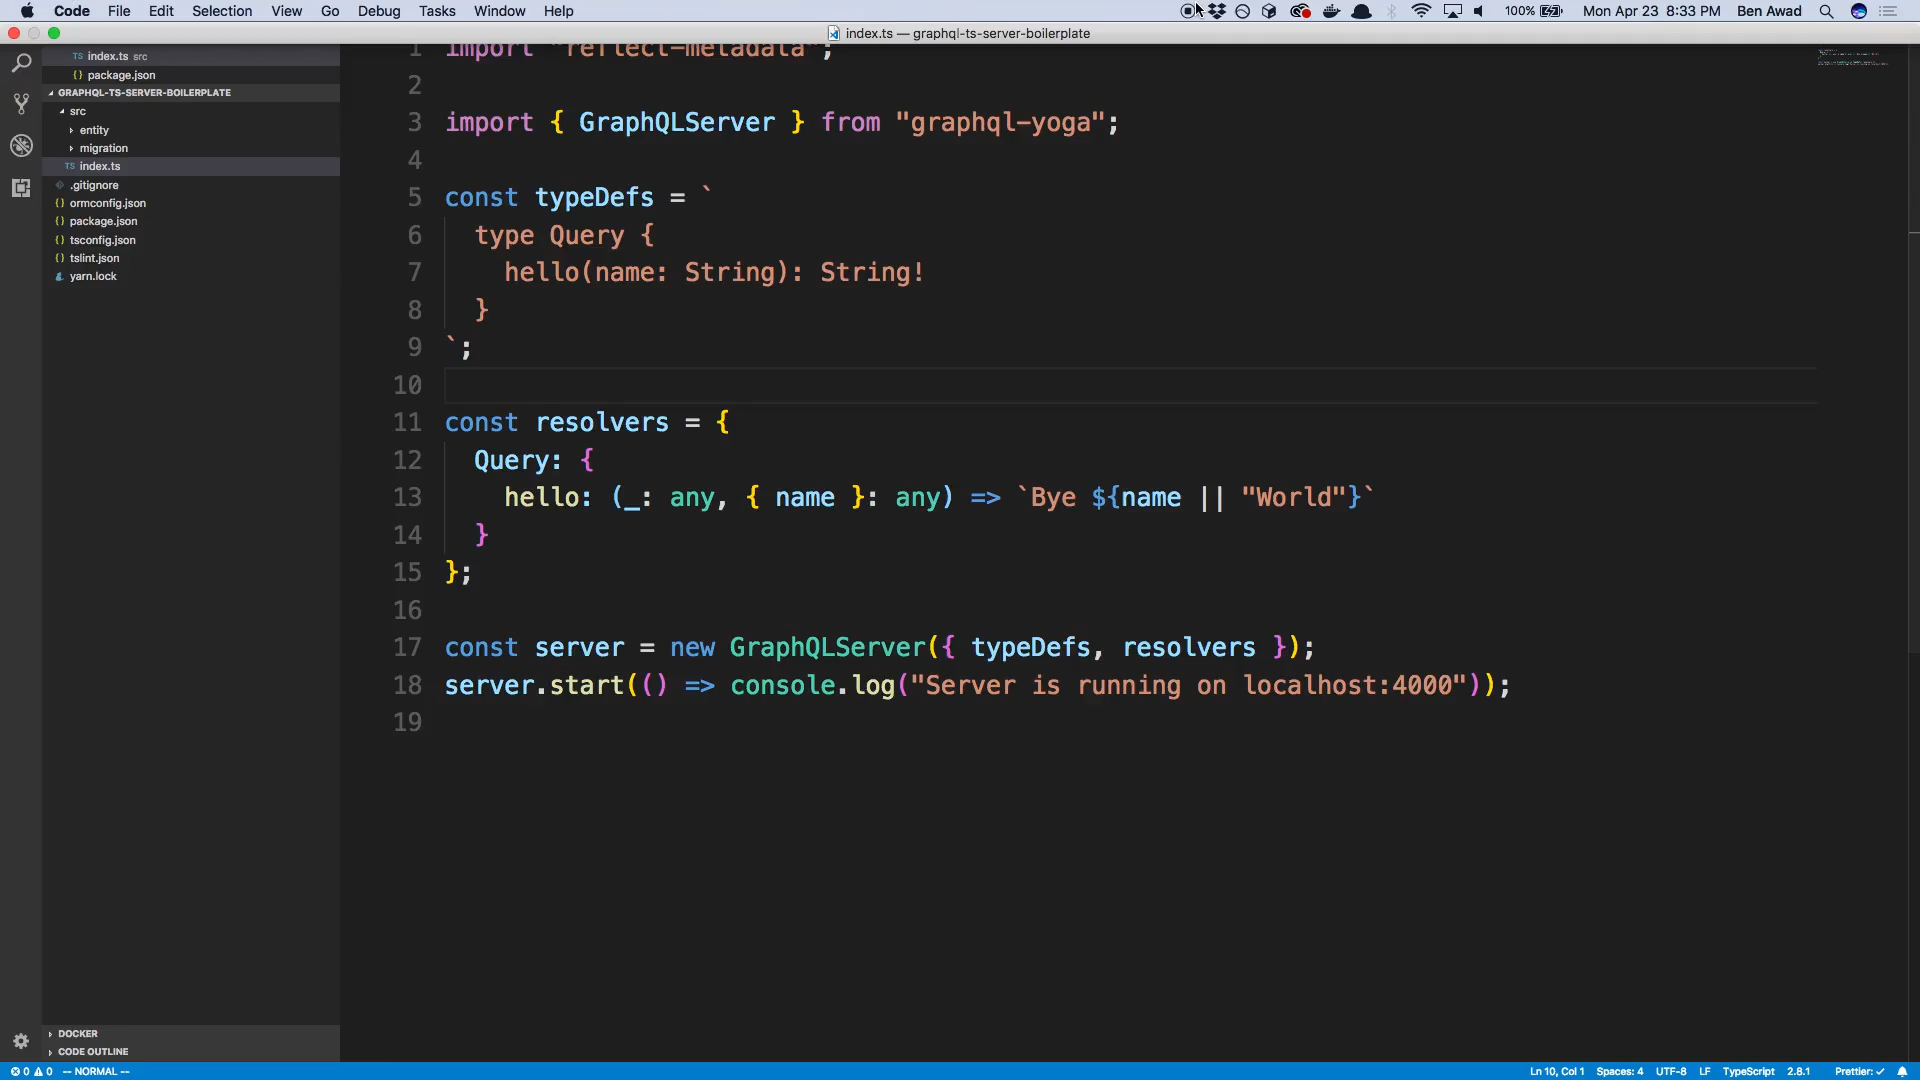 Code File Edit Selection View Go Debug Tasks Window Help 100% Mon Apr 23 8:33 PM Ben Awad
index.ts — graphql-ts-server-boilerplate
TS index.ts src
{} package.json
GRAPHQL-TS-SERVER-BOILERPLATE
src
entity
migration
TS index.ts
.gitignore
{} ormconfig.json
{} package.json
{} tsconfig.json
{} tslint.json
yarn.lock
DOCKER
CODE OUTLINE
1 import "reflect-metadata";
2
3 import { GraphQLServer } from "graphql-yoga";
4
5 const typeDefs = `
6 type Query {
7 hello(name: String): String!
8 }
9 `;
10
11 const resolvers = {
12 Query: {
13 hello: (_: any, { name }: any) => `Bye ${name || "World"}`
14 }
15 };
16
17 const server = new GraphQLServer({ typeDefs, resolvers });
18 server.start(() => console.log("Server is running on localhost:4000"));
19
0 0 -- NORMAL -- Ln 10, Col 1 Spaces: 4 UTF-8 LF TypeScript 2.8.1 Prettier: ✓